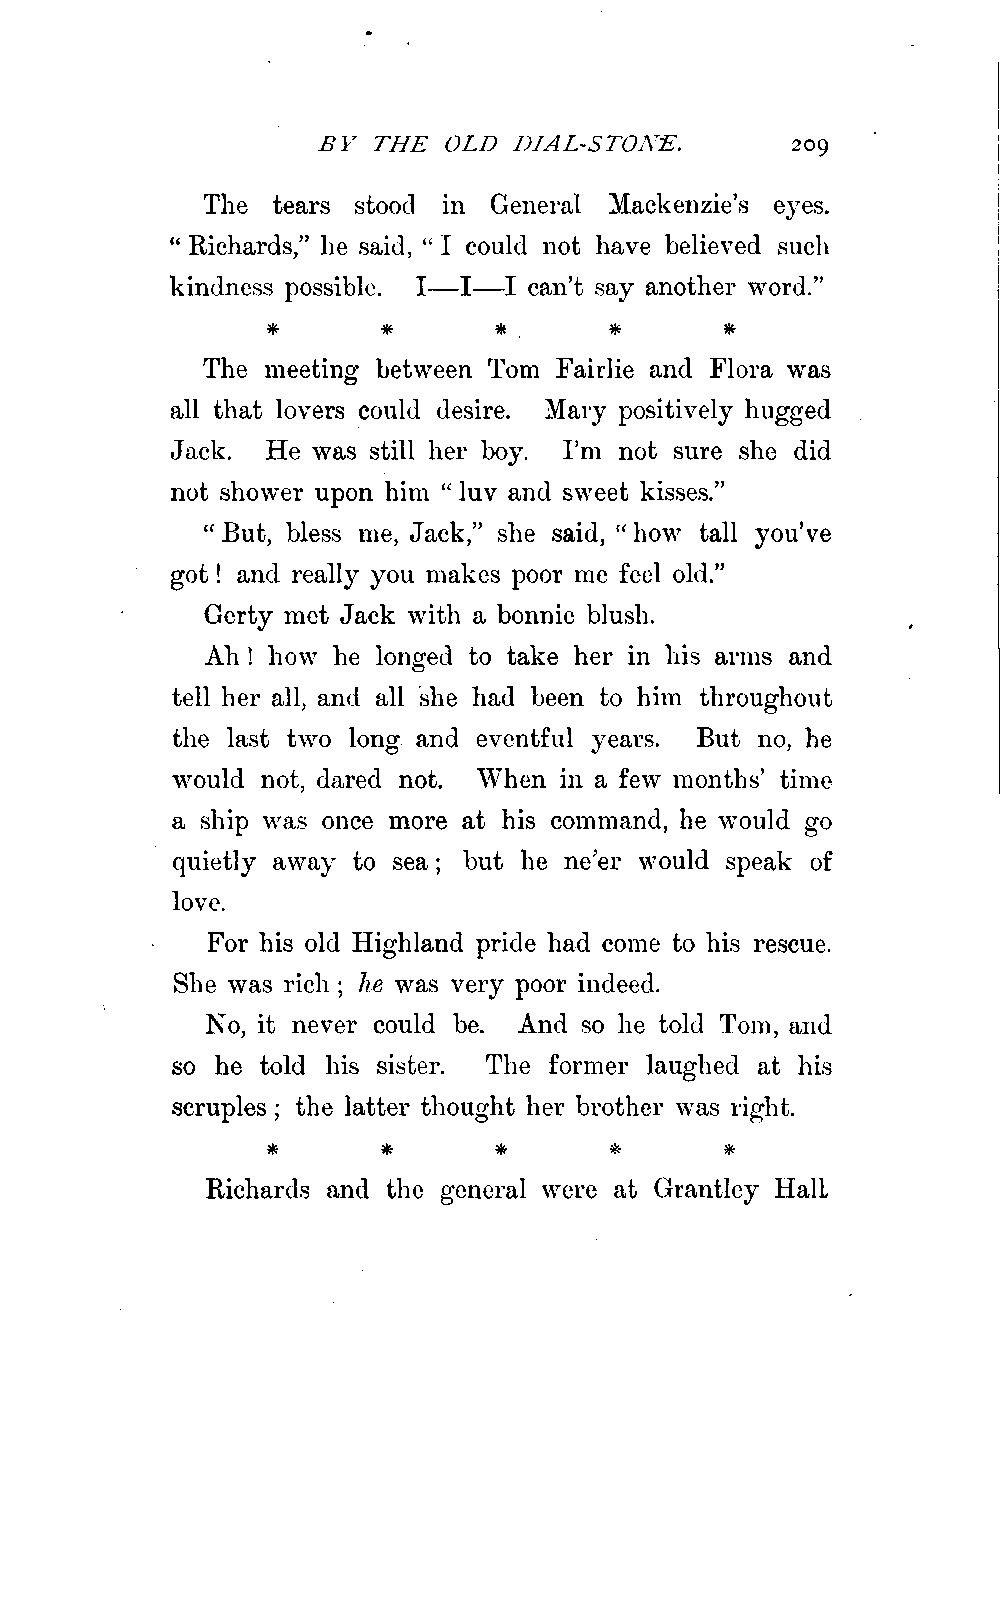 BY THE OLD DIAL-STONE. 209
The tears stood in General Mackenzie's eyes.
“Richards,” he said, “I could not have believed such
kindness possible. I—I—I can't say another word.”
* * * * *
The meeting between Tom Fairlie and Flora was
all that lovers could desire. Mary positively hugged
Jack. He was still her boy. I'm not sure she did
not shower upon him “luv and sweet kisses.”
“But, bless me, Jack,” she said, “how tall you've
got! and really you makes poor me feel old.”
Gerty met Jack with a bonnie blush.
Ah! how he longed to take her in his arms and
tell her all, and all she had been to him throughout
the last two long and eventful years. But no, he
would not, dared not. When in a few months' time
a ship was once more at his command, he would go
quietly away to sea; but he ne'er would speak of
love.
For his old Highland pride had come to his rescue.
She was rich; he was very poor indeed.
No, it never could be. And so he told Tom, and
so he told his sister. The former laughed at his
scruples; the latter thought her brother was right.
* * * * *
Richards and the general were at Grantley Hall